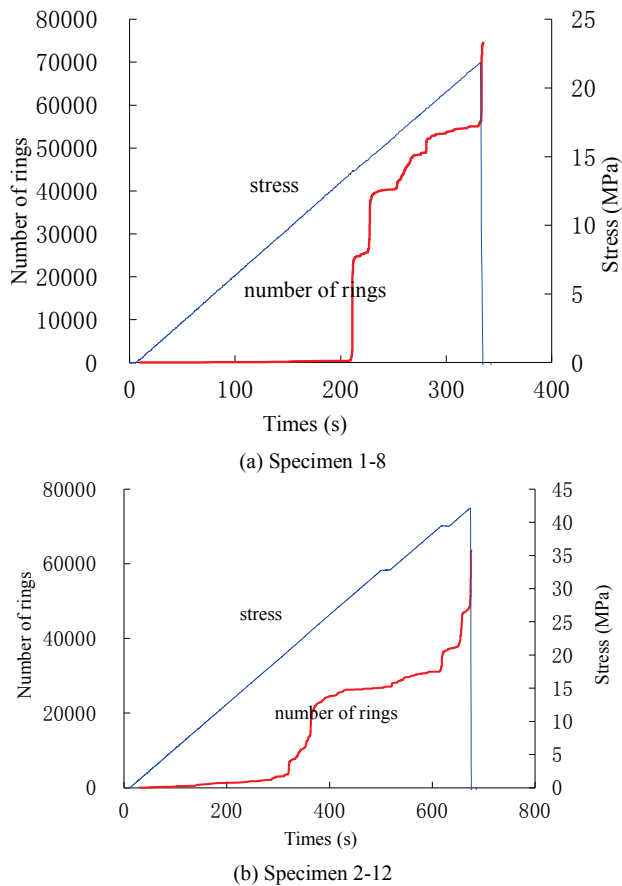 80000
70000
60000
50000
40000
30000
20000
10000
0
Number of rings
25
20
15
10
5
0
Stress (MPa)
stress
number of rings
0 100 200 300 400
Times (s)
(a) Specimen 1-8
80000
60000
40000
20000
0
Number of rings
45
40
35
30
25
20
15
10
5
0
Stress (MPa)
stress
number of rings
0 200 400 600 800
Times (s)
(b) Specimen 2-12